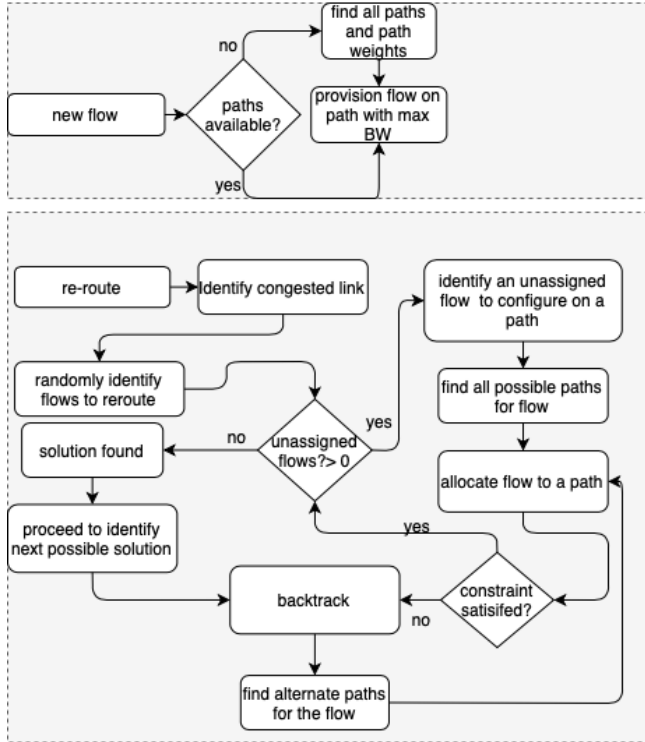 find all paths
and path
weights
no
new flow
paths
available?
provision flow on
path with max
BW
yes
re-route
Identify congested link
identify an unassigned
flow to configure on a
path
randomly identify
flows to reroute
yes
find all possible paths
for flow
solution found
no
unassigned
flows?> 0
allocate flow to a path
proceed to identify
next possible solution
yes
backtrack
no
constraint
satisifed?
find alternate paths
for the flow